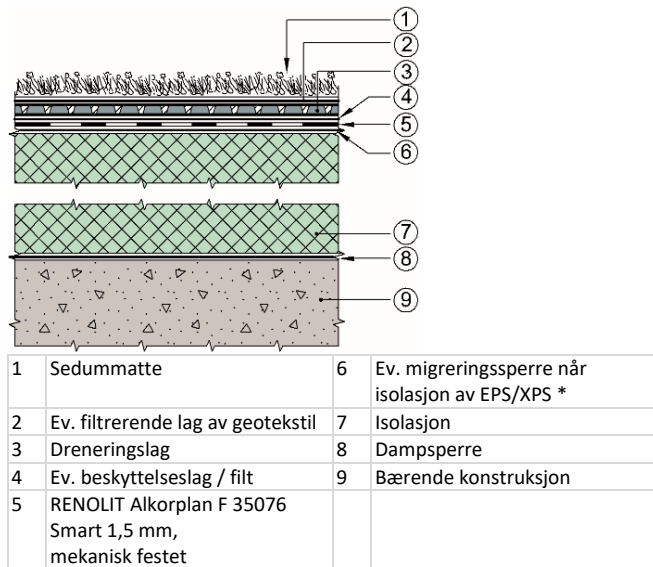 1
2
3
4
5
6
7
8
9
1 Sedummatte 6 Ev. migreringssperre når
isolasjon av EPS/XPS *
2 Ev. filtrerende lag av geotekstil 7 Isolasjon
3 Dreneringslag 8 Dampsperre
4 Ev. beskyttelseslag / filt 9 Bærende konstruksjon
5 RENOLIT Alkorplan F 35076
Smart 1,5 mm,
mekanisk festet